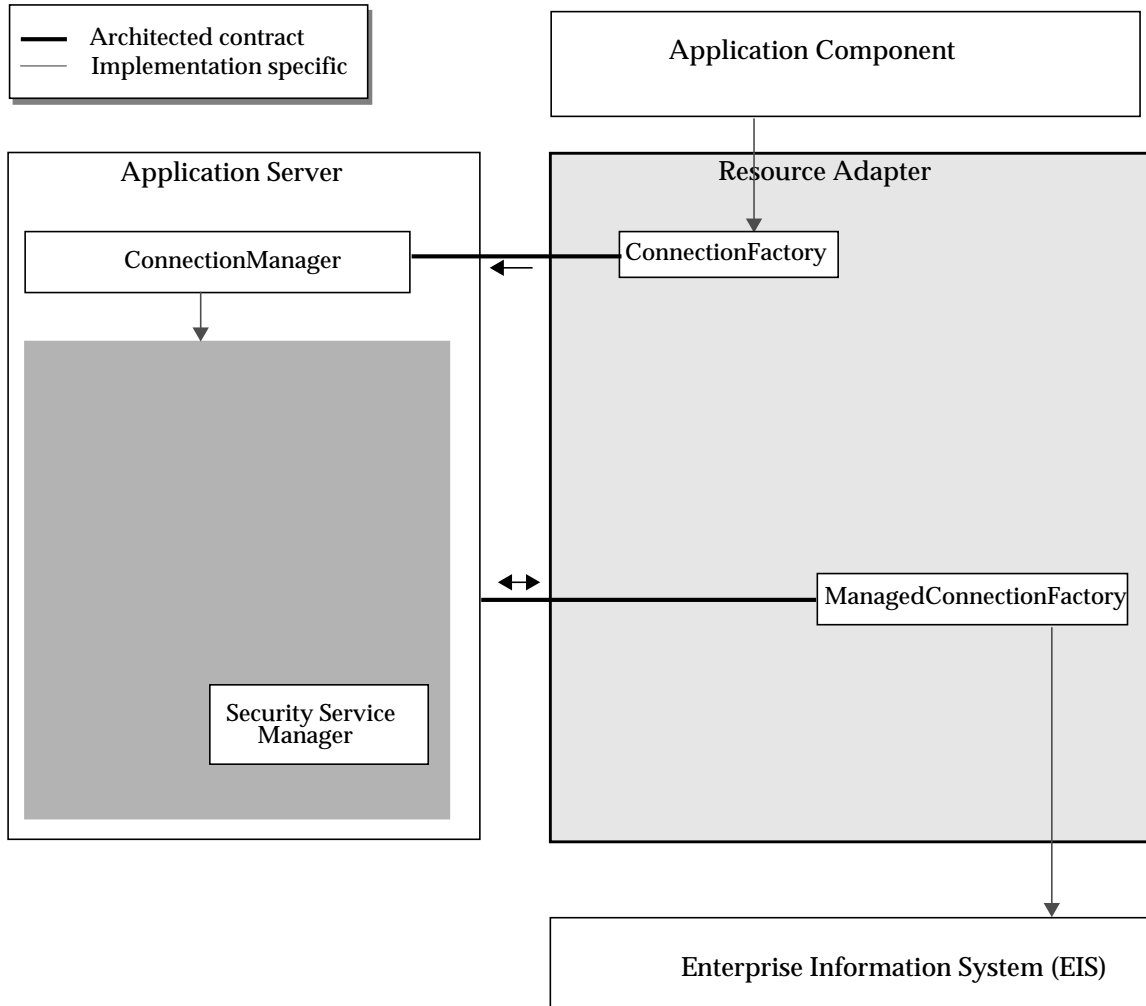 Architected contract
Implementation specific
Application Component
Application Server
Resource Adapter
ConnectionManager
ConnectionFactory
ManagedConnectionFactory
Security Service
Manager
Enterprise Information System (EIS)